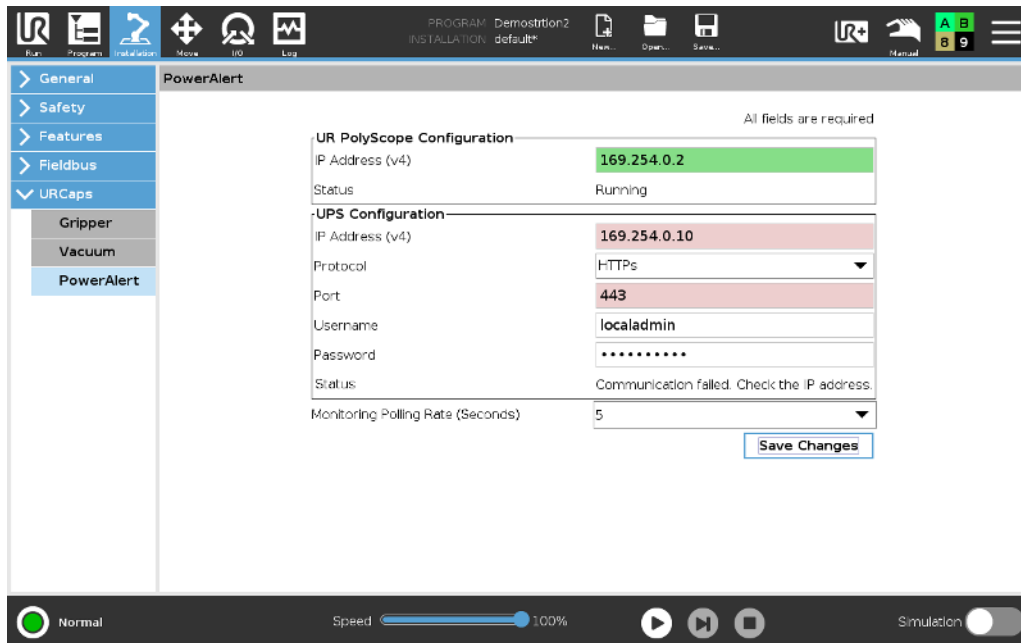 UR
PROGRAM Demostrtion2
INSTALLATION default*
UR+
A B
8 9
Run Program Installation Move I/O Log New... Open... Save... Manual
General
PowerAlert
Safety
Features
Fieldbus
URCaps
Gripper
Vacuum
PowerAlert
All fields are required
UR PolyScope Configuration
IP Address (v4) 169.254.0.2
Status Running
UPS Configuration
IP Address (v4) 169.254.0.10
Protocol HTTPs
Port 443
Username localadmin
Password ••••••••••
Status Communication failed. Check the IP address.
Monitoring Polling Rate (Seconds) 5
Save Changes
Normal Speed 100% Simulation